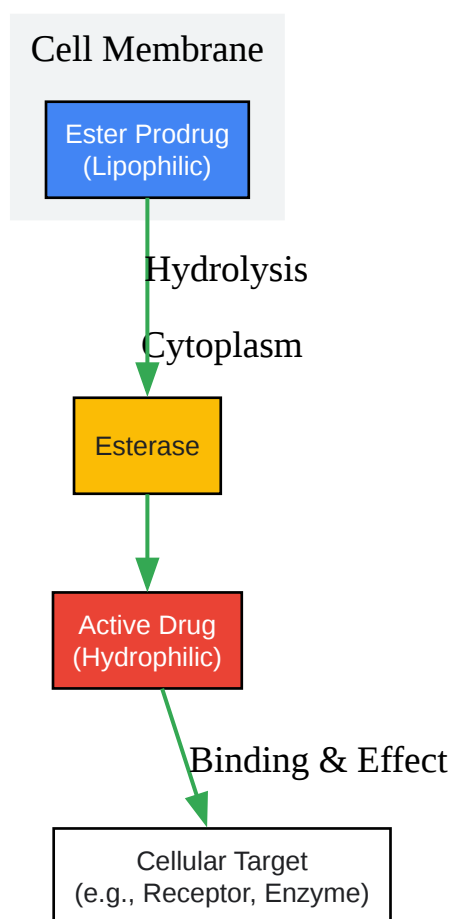 Cell Membrane
Ester Prodrug
(Lipophilic)
Hydrolysis
Cytoplasm
Esterase
Active Drug
(Hydrophilic)
Binding & Effect
Cellular Target
(e.g., Receptor, Enzyme)